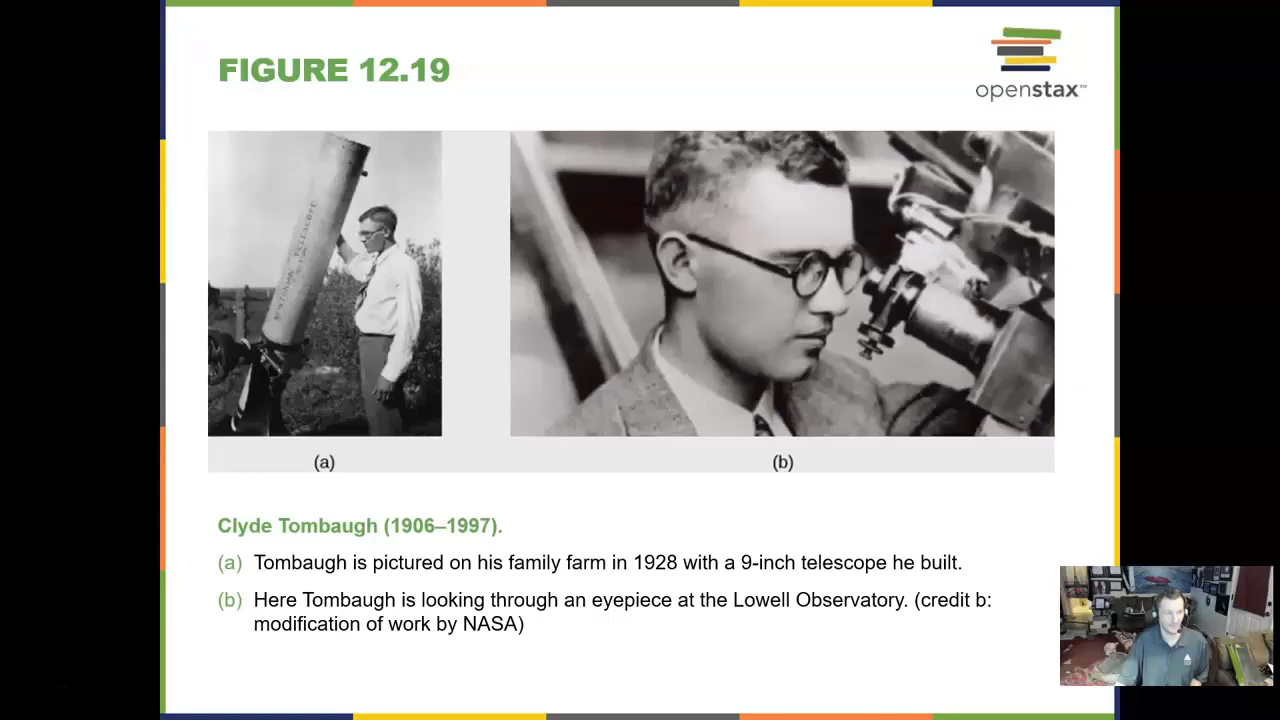 FIGURE 12.19
openstax™
(a)
(b)
Clyde Tombaugh (1906–1997).
(a) Tombaugh is pictured on his family farm in 1928 with a 9-inch telescope he built.
(b) Here Tombaugh is looking through an eyepiece at the Lowell Observatory. (credit b:
modification of work by NASA)